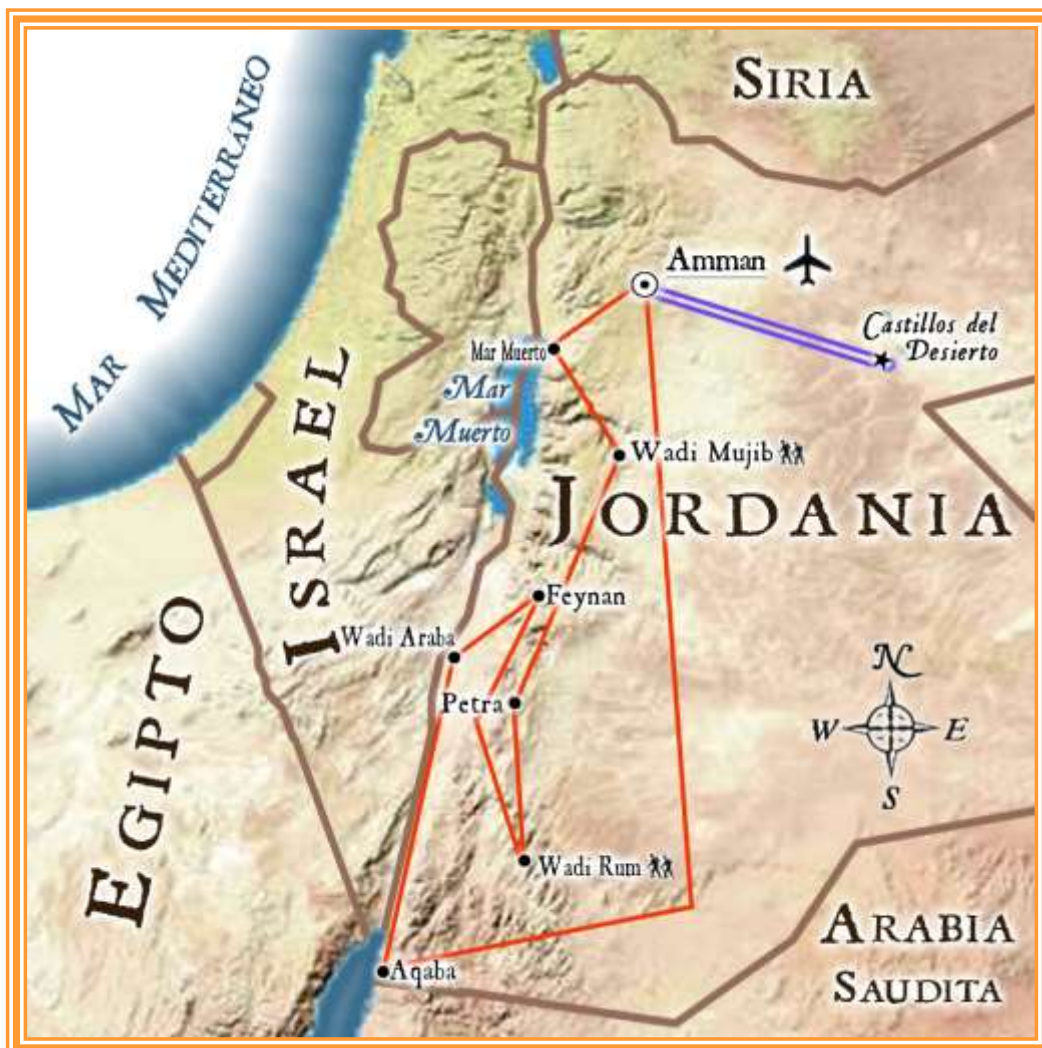 MAR MEDITERRÁNEO
SIRIA
Amman
Castillos del
Desierto
Mar Muerto
Mar
Muerto
Wadi Mujib
ISRAEL
JORDANIA
Feynan
Wadi Araba
EGIPTO
Petra
N
W
E
S
Wadi Rum
ARABIA
SAUDITA
Aqaba